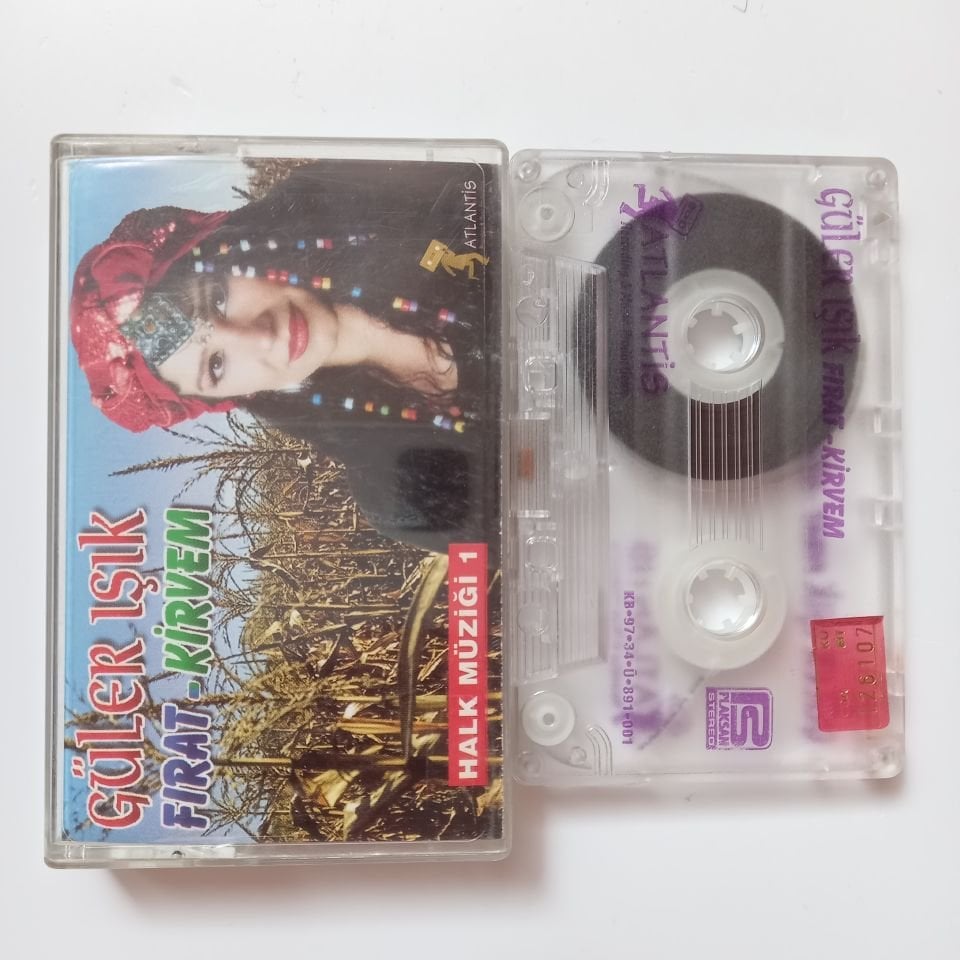 GÜLER IŞIK
FIRAT - KİRVEM
HALK MÜZİĞİ 1
ATLANTİS
GÜLER IŞIK FIRAT - KİRVEM
ATLANTİS
KB•97•34•Ü•891•001
PLAKSAN
STEREO